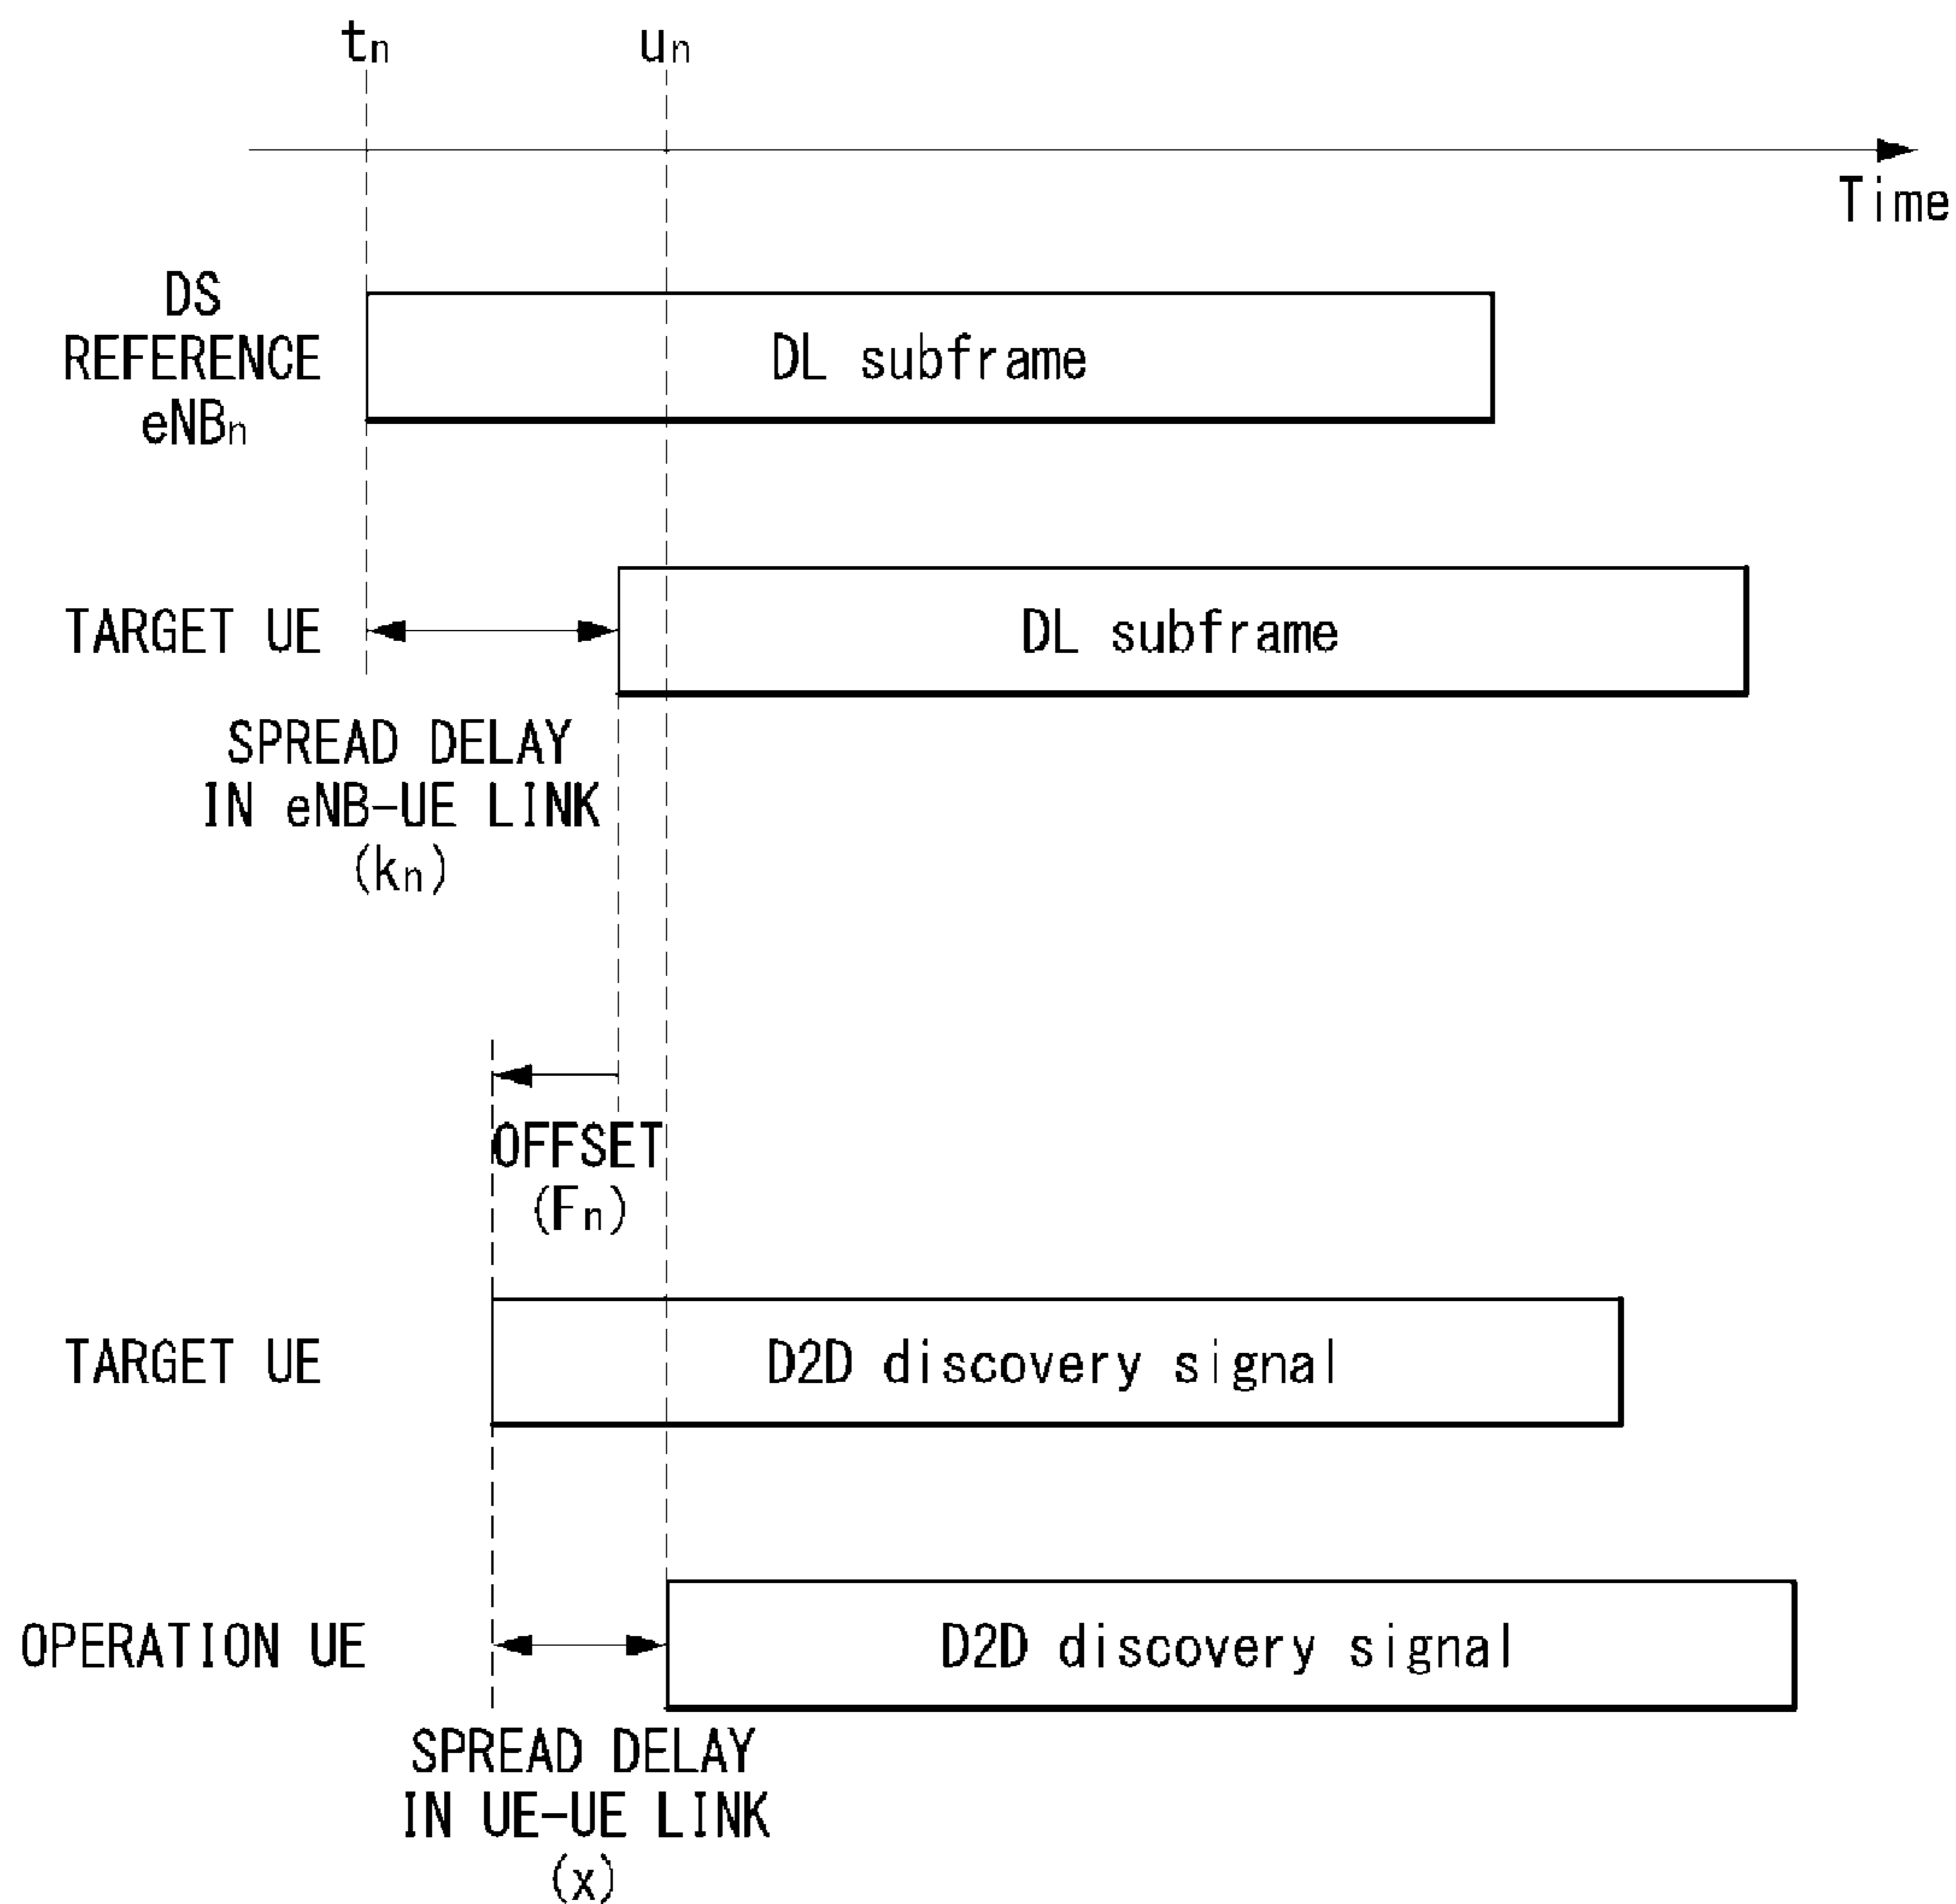 tn
un
Time
DS
REFERENCE
eNBn
DL subframe
TARGET UE
DL subframe
SPREAD DELAY
IN eNB-UE LINK
(kn)
OFFSET
(Fn)
TARGET UE
D2D discovery signal
OPERATION UE
D2D discovery signal
SPREAD DELAY
IN UE-UE LINK
(x)